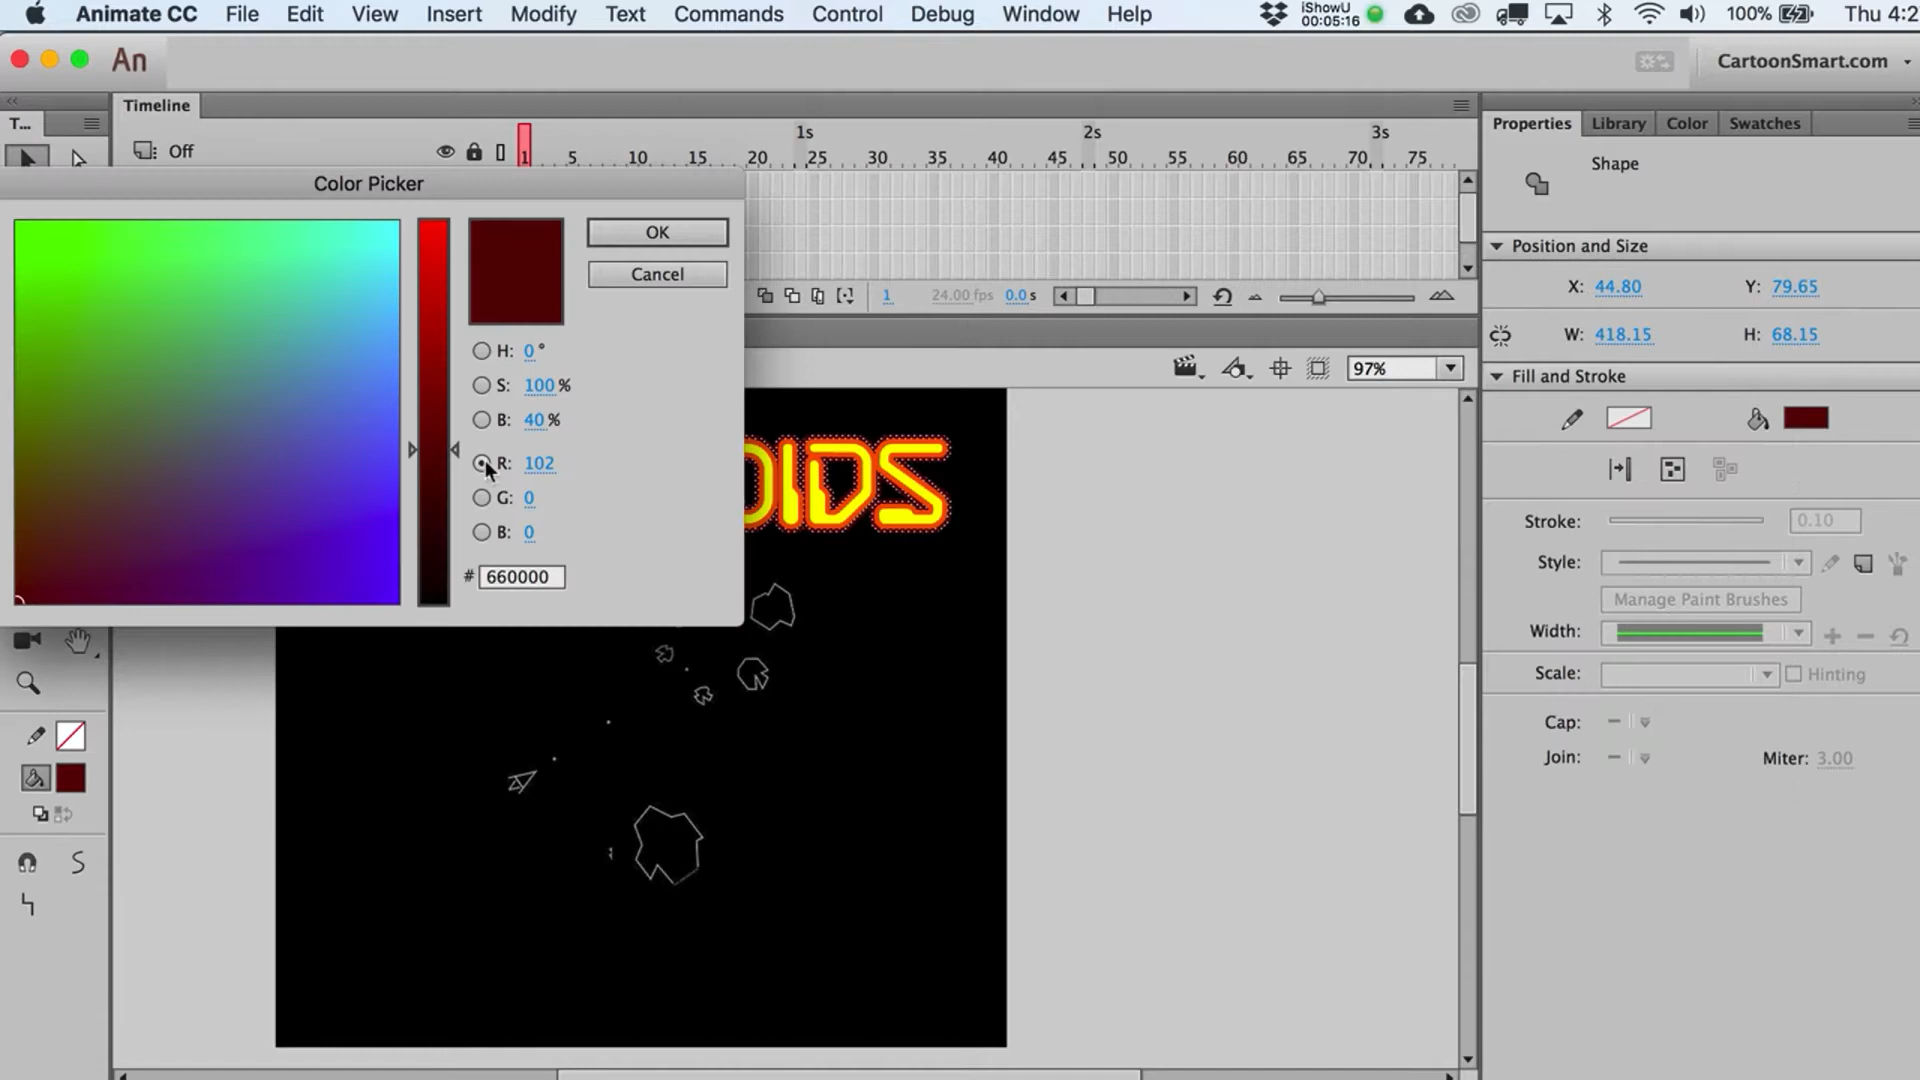 Animate CC File Edit View Insert Modify Text Commands Control Debug Window Help iShowU 00:05:16 100% Thu 4:2
An CartoonSmart.com
Timeline
T... Properties Library Color Swatches
Off 1 5 10 15 20 25 30 35 40 45 50 55 60 65 70 75
1s 2s 3s
Shape
Color Picker
OK
Cancel
Position and Size
X: 44.80 Y: 79.65
1 24.00 fps 0.0 s
W: 418.15 H: 68.15
H: 0 °
97%
Fill and Stroke
S: 100 %
B: 40 %
R: 102
OIDS
G: 0
B: 0
Stroke: 0.10
Style:
# 660000
Manage Paint Brushes
Width:
Scale: Hinting
Cap:
Join: Miter: 3.00